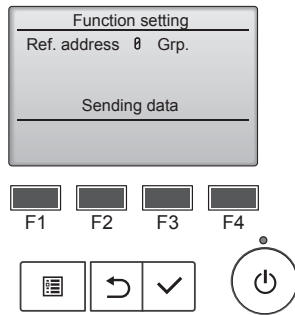 Function setting
Ref. address 0 Grp.
Sending data
F1 F2 F3 F4